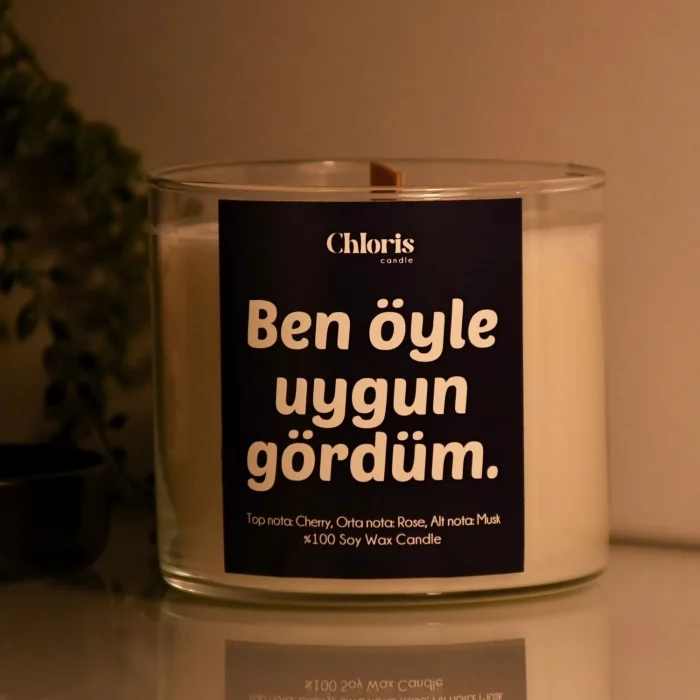 Chloris
candle
Ben öyle
uygun
gördüm.
Top nota: Cherry, Orta nota: Rose, Alt nota: Musk
%100 Soy Wax Candle